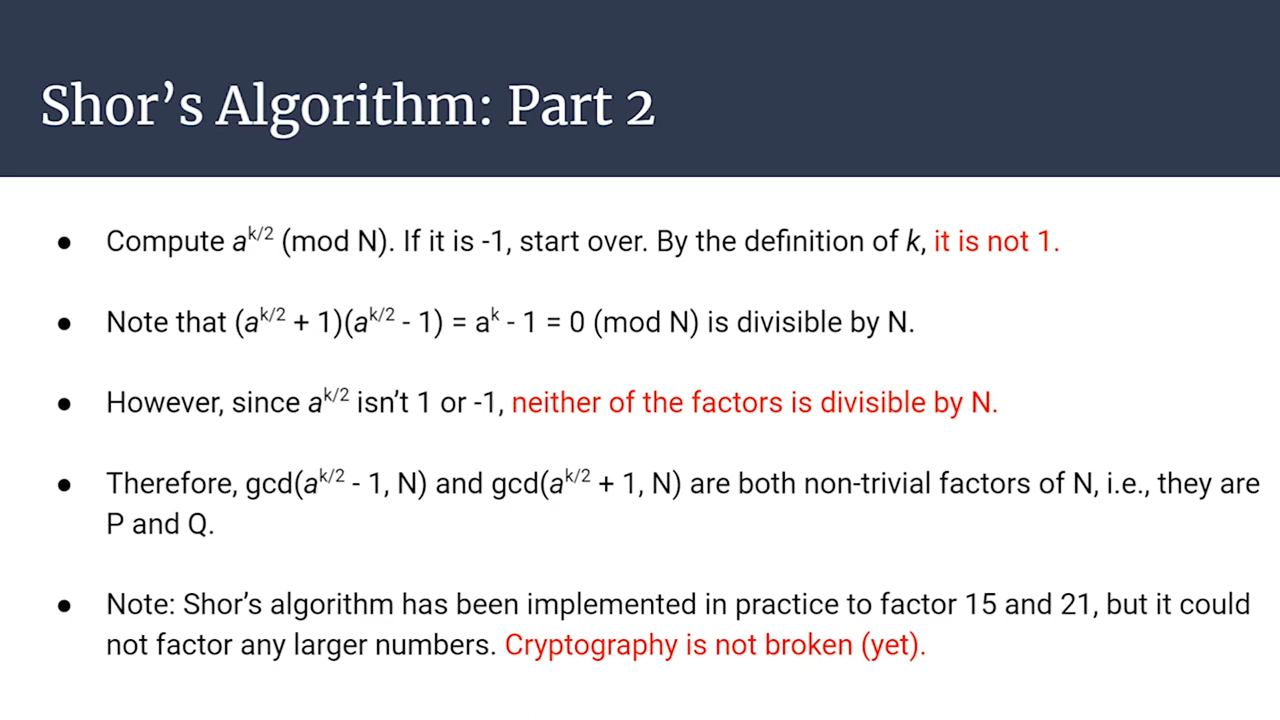 Shor’s Algorithm: Part 2
● Compute a^k/2 (mod N). If it is -1, start over. By the definition of k, it is not 1.
● Note that (a^k/2 + 1)(a^k/2 - 1) = a^k - 1 = 0 (mod N) is divisible by N.
● However, since a^k/2 isn’t 1 or -1, neither of the factors is divisible by N.
● Therefore, gcd(a^k/2 - 1, N) and gcd(a^k/2 + 1, N) are both non-trivial factors of N, i.e., they are
P and Q.
● Note: Shor’s algorithm has been implemented in practice to factor 15 and 21, but it could
not factor any larger numbers. Cryptography is not broken (yet).